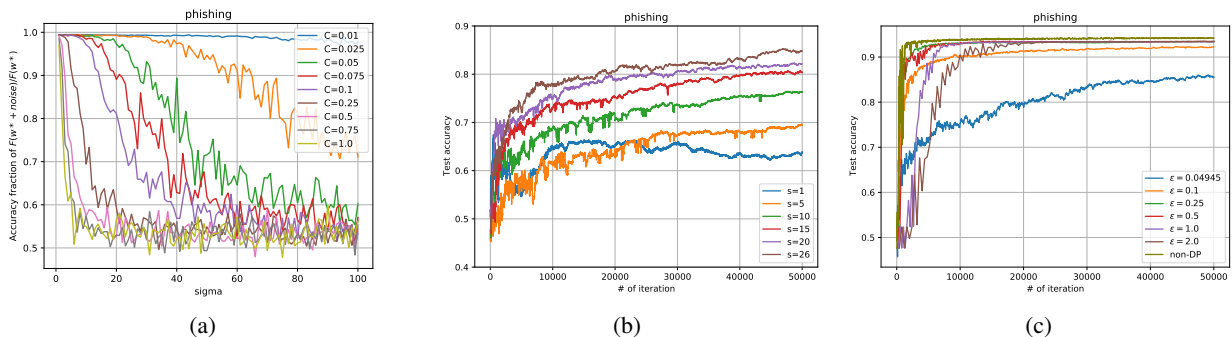 phishing
Accuracy fraction of F(w* + noise)/F(w*)
1.0
0.9
0.8
0.7
0.6
0.5
0
20
40
60
80
100
sigma
C=0.01
C=0.025
C=0.05
C=0.075
C=0.1
C=0.25
C=0.5
C=0.75
C=1.0
(a)
phishing
Test accuracy
0.9
0.8
0.7
0.6
0.5
0.4
0
10000
20000
30000
40000
50000
# of iteration
s=1
s=5
s=10
s=15
s=20
s=26
(b)
phishing
Test accuracy
0.9
0.8
0.7
0.6
0.5
0
10000
20000
30000
40000
50000
# of iteration
ε = 0.04945
ε = 0.1
ε = 0.25
ε = 0.5
ε = 1.0
ε = 2.0
non-DP
(c)